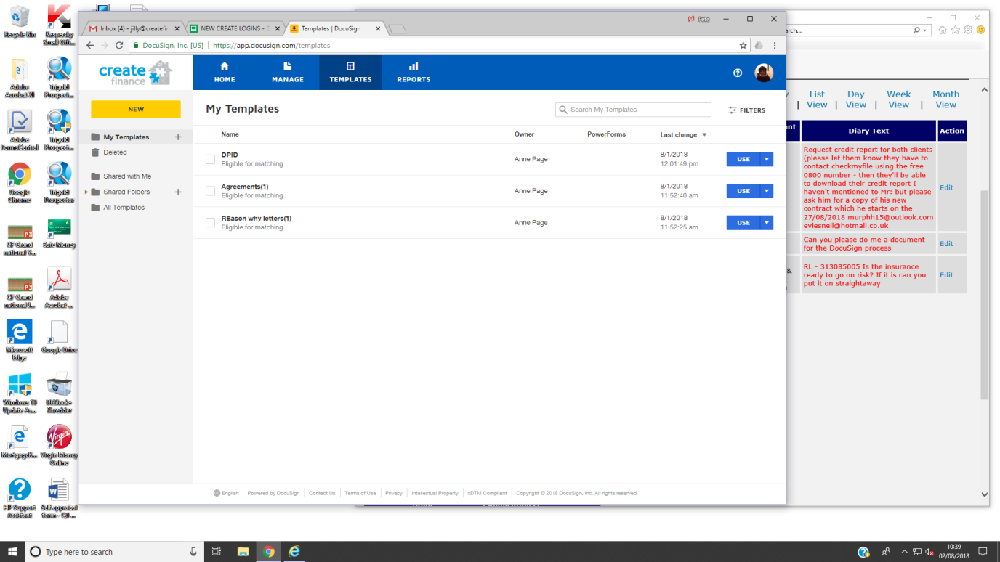 Recycle Bin
Kaspersky
Small Offi...
Adobe
Acrobat XI
Trigold
Prospect...
Adobe
FormsCentral
Trigold
Prospect...
Google
Chrome
Trigold
Prospector
CF Grand
national Y...
Safe Money
CF Grand
national I...
Adobe
Acrobat ...
Microsoft
Edge
Google Drive
Windows 10
Update As...
DBSlock+
Shredder
MortgageK...
Virgin Money
Online
HP Support
Assistant
Self appraisal
form - Q1 ...
Pete
Inbox (4) - jilly@createfin
NEW CREATE LOGINS - G
Templates | DocuSign
DocuSign, Inc. [US] | https://app.docusign.com/templates
create
finance
HOME
MANAGE
TEMPLATES
REPORTS
NEW
My Templates
Deleted
Shared with Me
Shared Folders
All Templates
My Templates
Search My Templates
FILTERS
Name Owner PowerForms Last change
DPID
Eligible for matching
Anne Page
8/1/2018
12:01:49 pm
USE
Agreements(1)
Eligible for matching
Anne Page
8/1/2018
11:52:40 am
USE
REason why letters(1)
Eligible for matching
Anne Page
8/1/2018
11:52:25 am
USE
English Powered by DocuSign Contact Us Terms of Use Privacy Intellectual Property xDTM Compliant Copyright © 2018 DocuSign, Inc. All rights reserved.
rch...
List
View
| Day
View
| Week
View
| Month
View
nt
Diary Text
Action
Request credit report for both clients
(please let them know they have to
contact checkmyfile using the free
0800 number - then they'll be able
to download their credit report I
haven't mentioned to Mr: but please
ask him for a copy of his new
contract which he starts on the
27/08/2018 murphh15@outlook.com
eviesnell@hotmail.co.uk
Edit
Can you please do me a document
for the DocuSign process
Edit
&
RL - 313085005 Is the insurance
ready to go on risk? If it is can you
put it on straightaway
Edit
Type here to search
10:39
02/08/2018